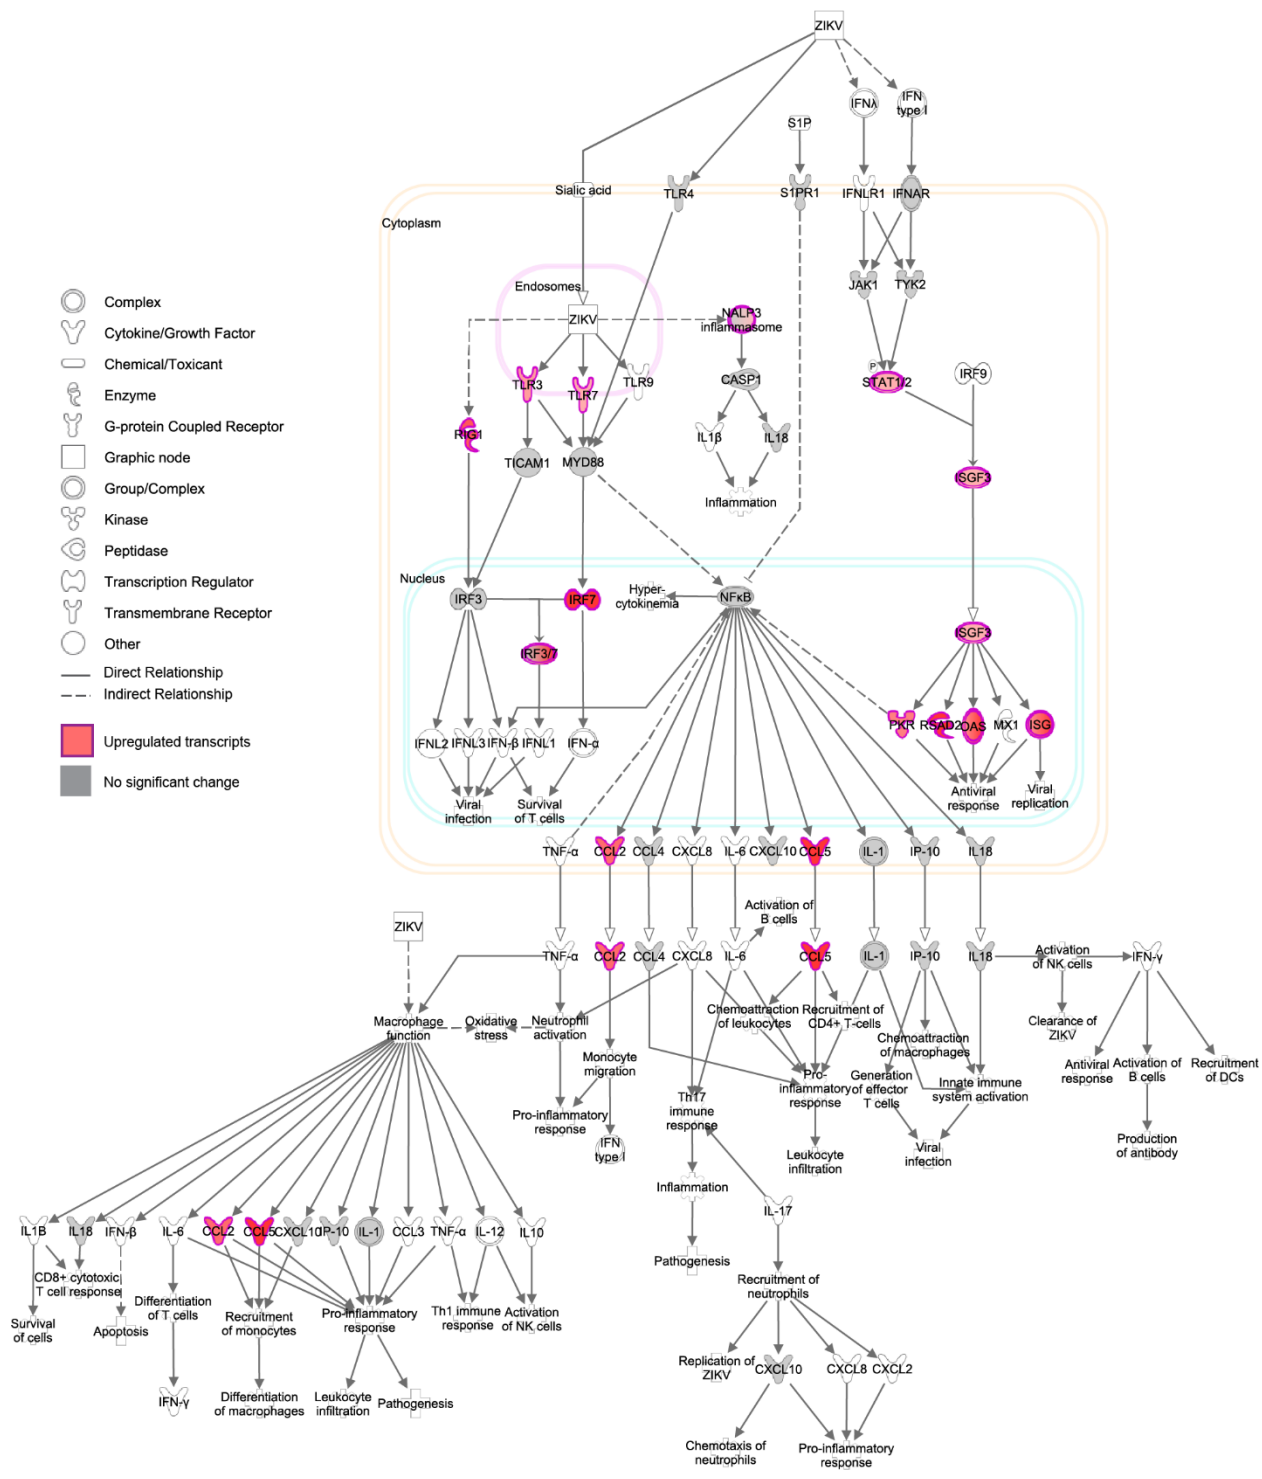 ZIKV
IFNλ
IFN
type I
S1P
Sialic acid
TLR4
S1PR1
IFNLR1
IFNAR
Cytoplasm
JAK1
TYK2
Endosomes
ZIKV
NALP3
inflammasome
Complex
Cytokine/Growth Factor
Chemical/Toxicant
Enzyme
G-protein Coupled Receptor
Graphic node
Group/Complex
Kinase
Peptidase
Transcription Regulator
Transmembrane Receptor
Other
Direct Relationship
Indirect Relationship
Upregulated transcripts
No significant change
TLR3
TLR7
TLR9
CASP1
P
STAT1/2
IRF9
RIG1
TICAM1
MYD88
IL1β
IL18
ISGF3
Inflammation
Nucleus
IRF3
IRF7
Hyper-
cytokinemia
NFκB
ISGF3
IRF3/7
PKR
RSAD2
OAS
MX1
ISG
IFNL2
IFNL3
IFN-β
IFNL1
IFN-α
Viral
infection
Survival
of T cells
Antiviral
response
Viral
replication
TNF-α
CCL2
CCL4
CXCL8
IL-6
CXCL10
CCL5
IL-1
IP-10
IL18
Activation of
B cells
ZIKV
TNF-α
CCL2
CCL4
CXCL8
IL-6
CCL5
IL-1
IP-10
IL18
Activation
of NK cells
IFN-γ
Macrophage
function
Oxidative
stress
Neutrophil
activation
Chemoattraction
of leukocytes
Recruitment of
CD4+ T-cells
Clearance of
ZIKV
Chemoattraction
of macrophages
Monocyte
migration
Antiviral
response
Activation of
B cells
Recruitment
of DCs
Pro-
inflammatory
response
Generation
of effector
T cells
Innate immune
system activation
Th17
immune
response
Pro-inflammatory
response
IFN
type I
Leukocyte
infiltration
Viral
infection
Production
of antibody
Inflammation
IL-17
Pathogenesis
IL1B
IL18
IFN-β
IL-6
CCL2
CCL5
CXCL10
IP-10
IL-1
CCL3
TNF-α
IL-12
IL10
CD8+ cytotoxic
T cell response
Recruitment of
neutrophils
Survival
of cells
Apoptosis
Differentiation
of T cells
Recruitment
of monocytes
Pro-inflammatory
response
Th1 immune
response
Activation
of NK cells
Replication of
ZIKV
CXCL10
CXCL8
CXCL2
IFN-γ
Differentiation
of macrophages
Leukocyte
infiltration
Pathogenesis
Chemotaxis of
neutrophils
Pro-inflammatory
response